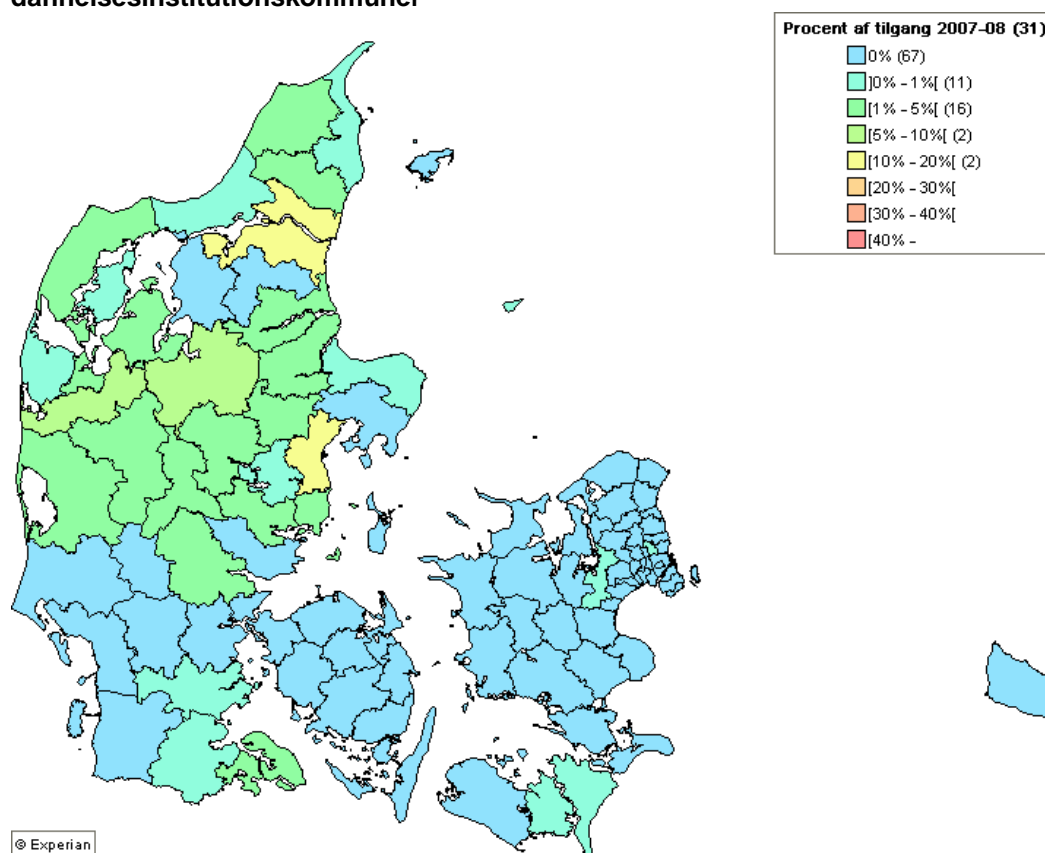 dannelsesinstitutionskommuner
Procent af tilgang 2007-08 (31)
0% (67)
]0% - 1%[ (11)
[1% - 5%[ (16)
[5% - 10%[ (2)
[10% - 20%[ (2)
[20% - 30%[
[30% - 40%[
[40% -
© Experian